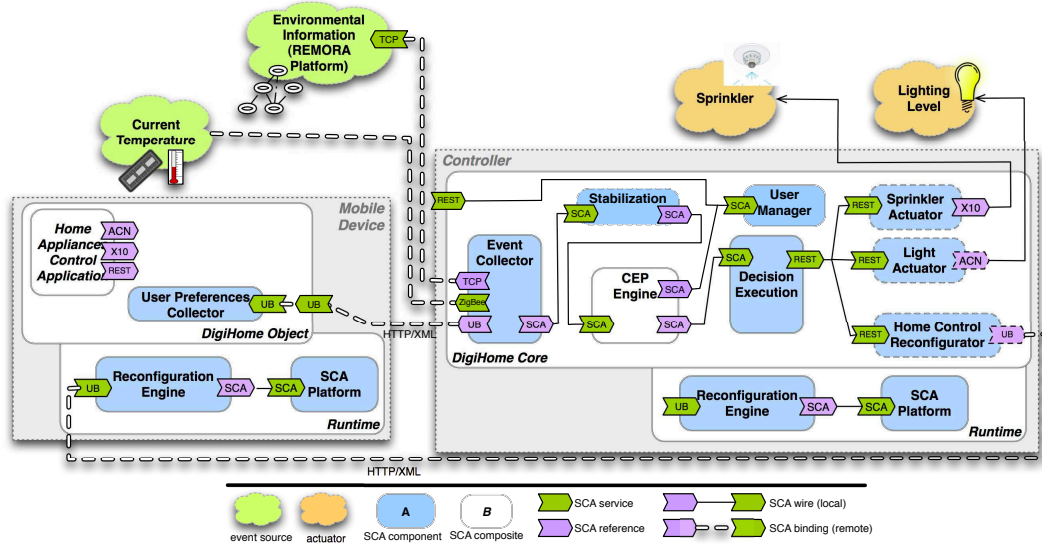 Environmental
Information
(REMORA
Platform)
TCP
Current
Temperature
Sprinkler
Lighting
Level
Mobile
Device
Home
Appliances
Control
Application
ACN
X10
REST
User Preferences
Collector
UB
UB
DigiHome Object
HTTP/XML
UB
Reconfiguration
Engine
SCA
SCA
SCA
Platform
Runtime
HTTP/XML
Controller
REST
Event
Collector
TCP
ZigBee
UB
SCA
DigiHome Core
Stabilization
SCA
SCA
CEP
Engine
SCA
SCA
SCA
User
Manager
SCA
Decision
Execution
SCA
REST
Sprinkler
Actuator
REST
X10
Light
Actuator
REST
ACN
Home Control
Reconfigurator
REST
UB
UB
Reconfiguration
Engine
SCA
SCA
SCA
Platform
Runtime
event source
actuator
A
SCA component
B
SCA composite
SCA service
SCA reference
SCA wire (local)
SCA binding (remote)